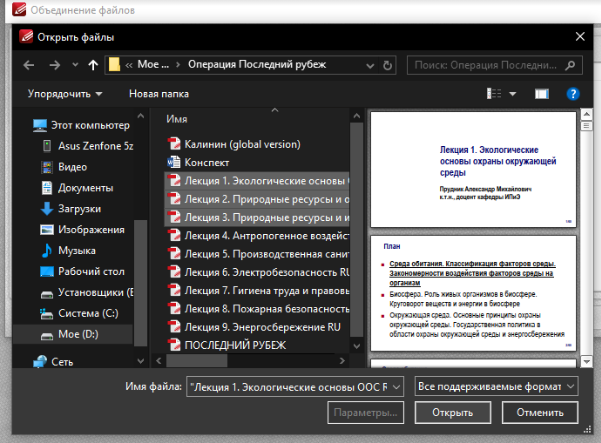 Объединение файлов
Открыть файлы
« Мое ... > Операция Последний рубеж
Поиск: Операция Последни...
Упорядочить
Новая папка
Этот компьютер
Asus Zenfone 5z
Видео
Документы
Загрузки
Изображения
Музыка
Рабочий стол
Установщики (E
Система (C:)
Мое (D:)
Сеть
Имя
Калинин (global version)
Конспект
Лекция 1. Экологические основы
Лекция 2. Природные ресурсы и о
Лекция 3. Природные ресурсы и и
Лекция 4. Антропогенное воздейс
Лекция 5. Производственная сани
Лекция 6. Электробезопасность RU
Лекция 7. Гигиена труда и правовы
Лекция 8. Пожарная безопасность
Лекция 9. Энергосбережение RU
ПОСЛЕДНИЙ РУБЕЖ
Лекция 1. Экологические
основы охраны окружающей
среды
Прудник Александр Михайлович
к.т.н., доцент кафедры ИПиЭ
План
Среда обитания. Классификация факторов среды.
Закономерности воздействия факторов среды на
организм
Биосфера. Роль живых организмов в биосфере.
Круговорот веществ и энергии в биосфере
Окружающая среда. Основные принципы охраны
окружающей среды. Государственная политика в
области охраны окружающей среды и энергосбережения
Имя файла:
"Лекция 1. Экологические основы ООС R
Все поддерживаемые формат
Параметры...
Открыть
Отменить